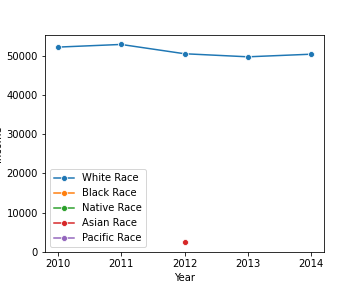 50000
40000
30000
20000
10000
0
White Race
Black Race
Native Race
Asian Race
Pacific Race
2010 2011 2012 2013 2014
Year